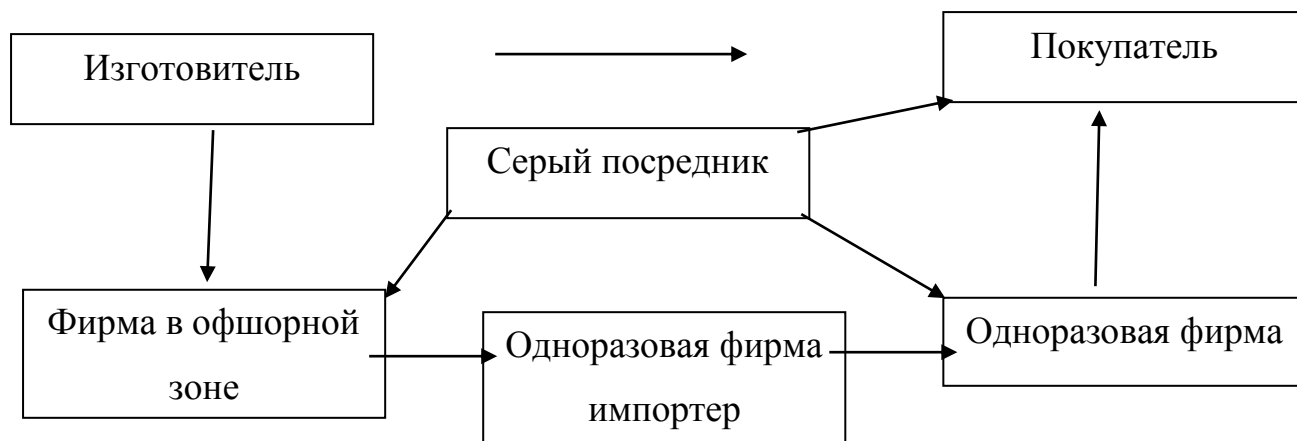 Изготовитель
Покупатель
Серый посредник
Фирма в офшорной
зоне
Одноразовая фирма
импортер
Одноразовая фирма